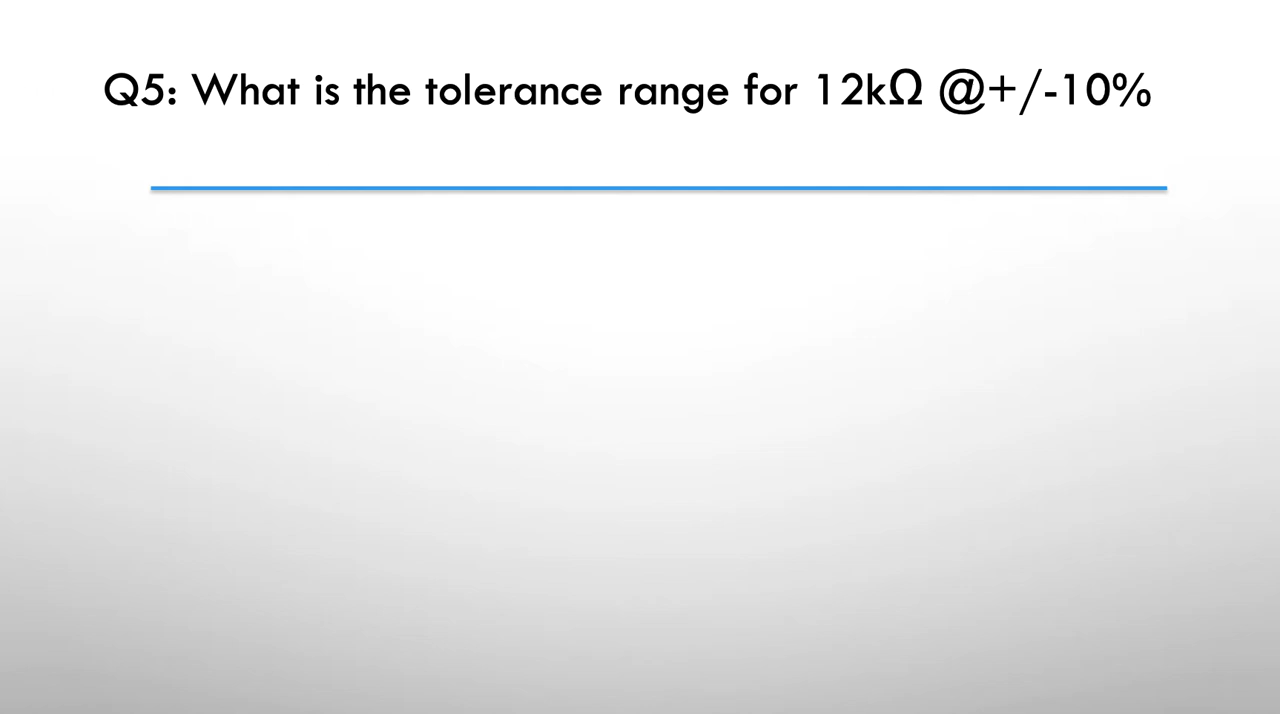 Q5: What is the tolerance range for 12kΩ @+/-10%